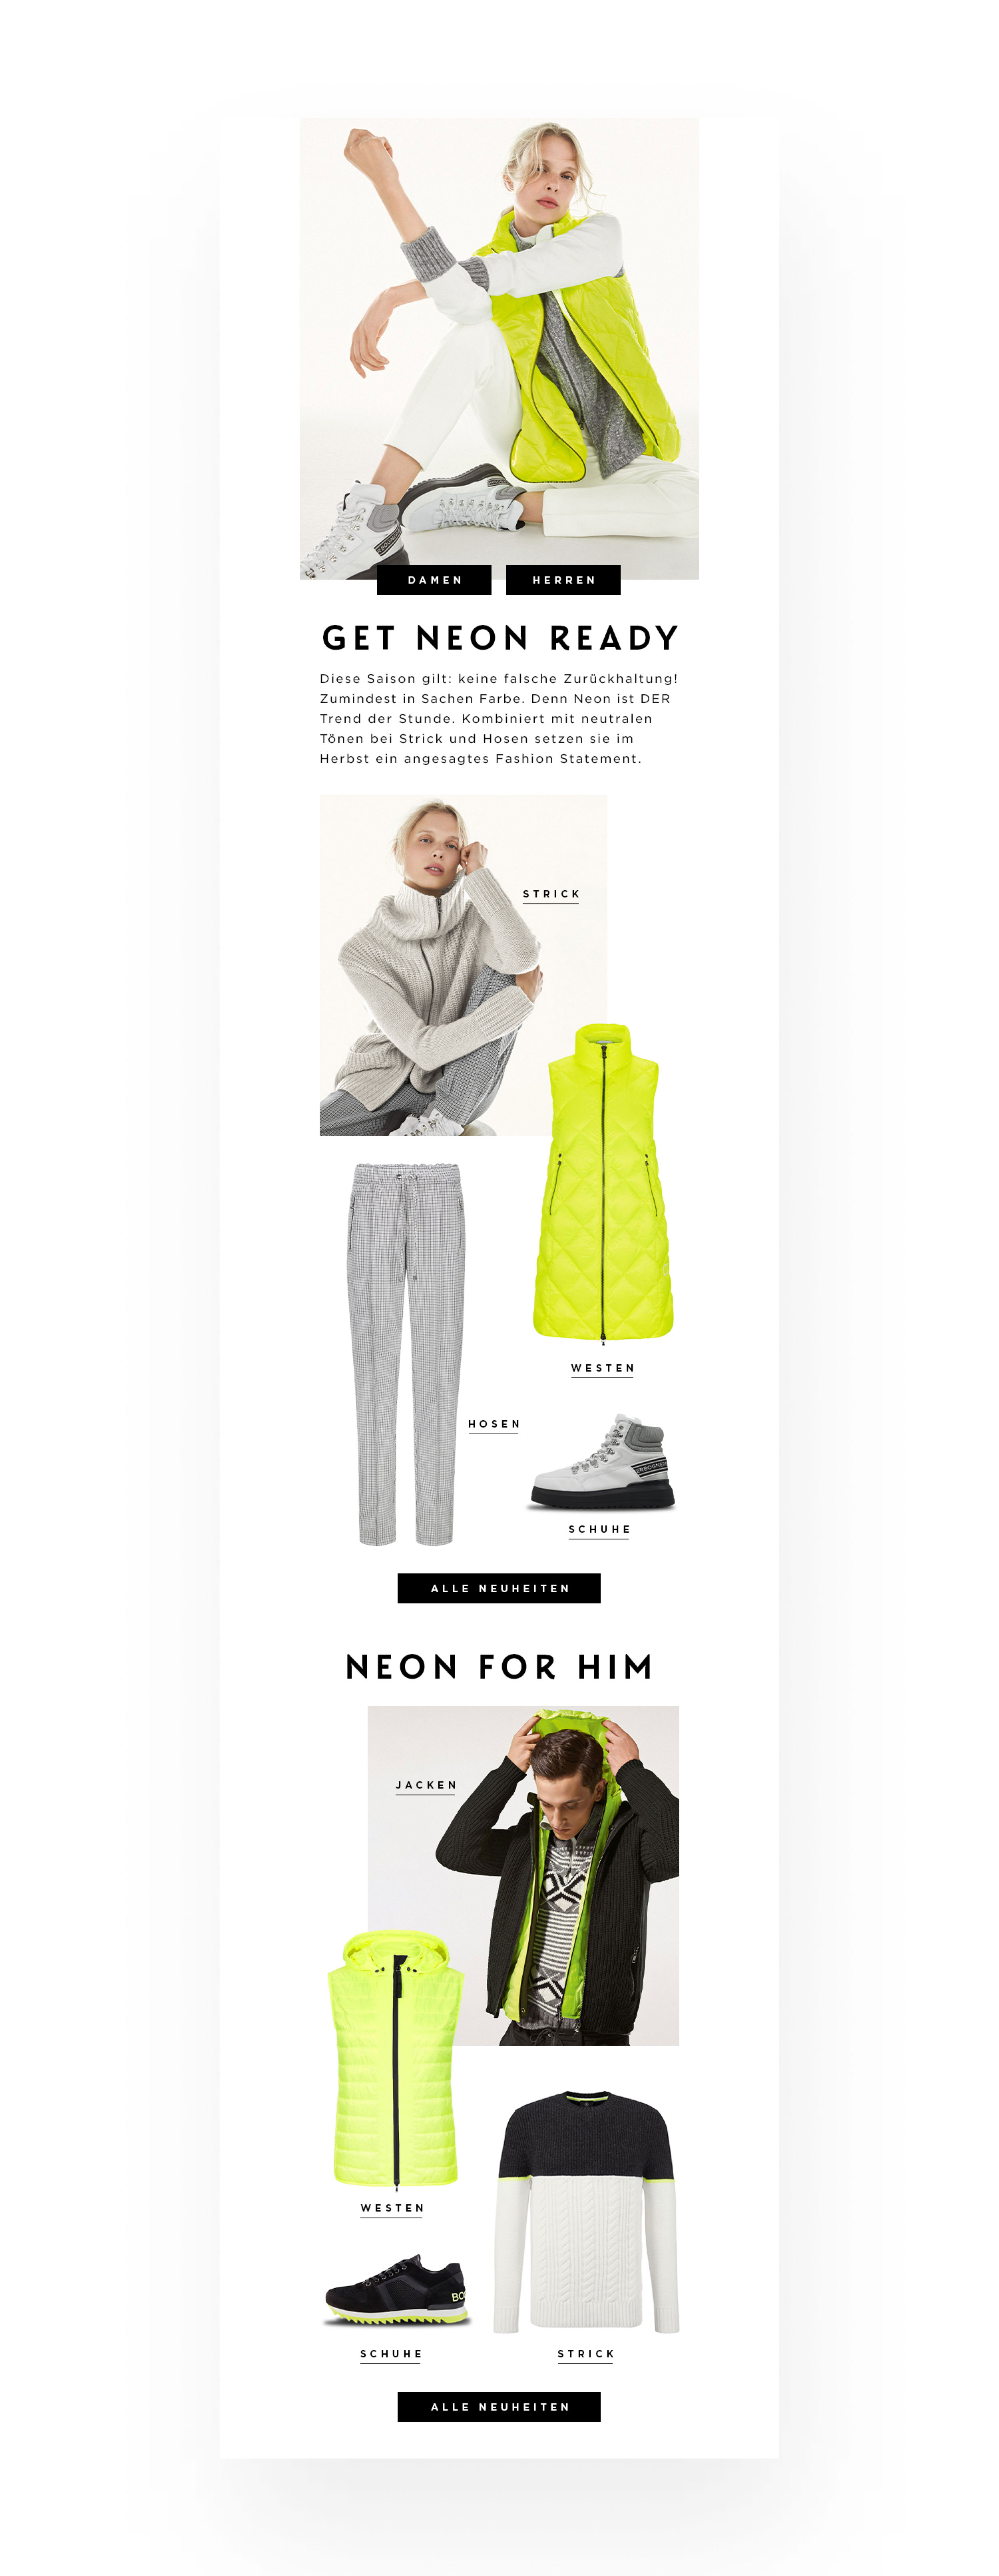 DAMEN
HERREN
GET NEON READY
Diese Saison gilt: keine falsche Zurückhaltung!
Zumindest in Sachen Farbe. Denn Neon ist DER
Trend der Stunde. Kombiniert mit neutralen
Tönen bei Strick und Hosen setzen sie im
Herbst ein angesagtes Fashion Statement.
STRICK
WESTEN
HOSEN
SCHUHE
ALLE NEUHEITEN
NEON FOR HIM
JACKEN
WESTEN
BO
SCHUHE
STRICK
ALLE NEUHEITEN